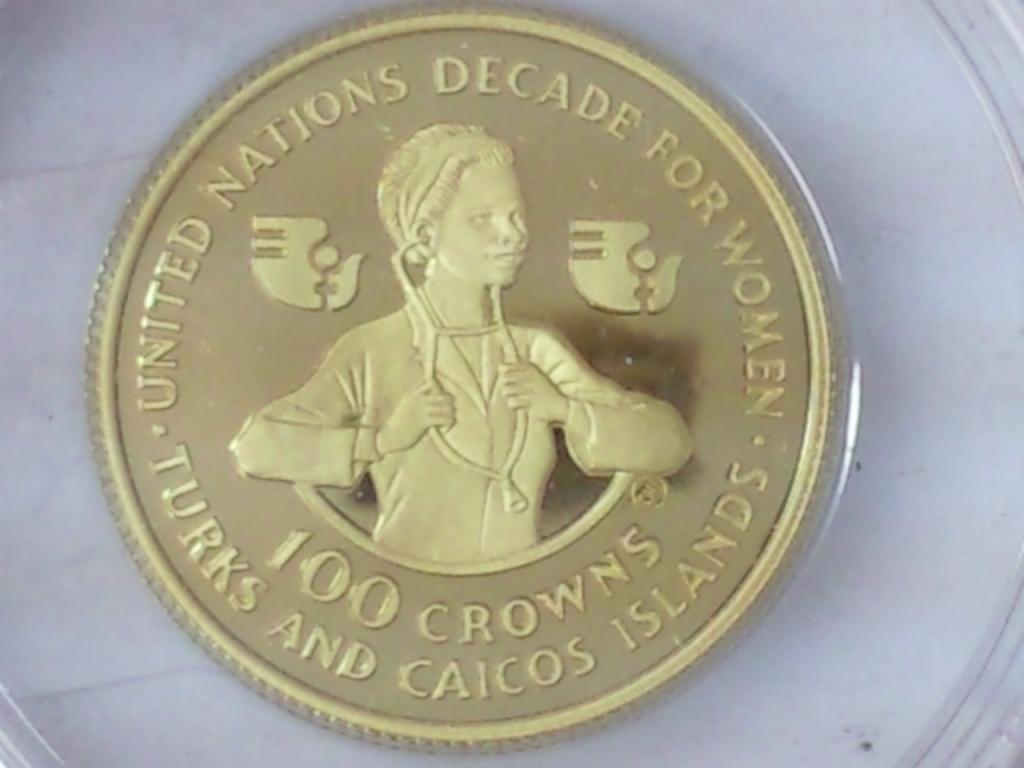 UNITED NATIONS DECADE FOR WOMEN
100 CROWNS
TURKS AND CAICOS ISLANDS